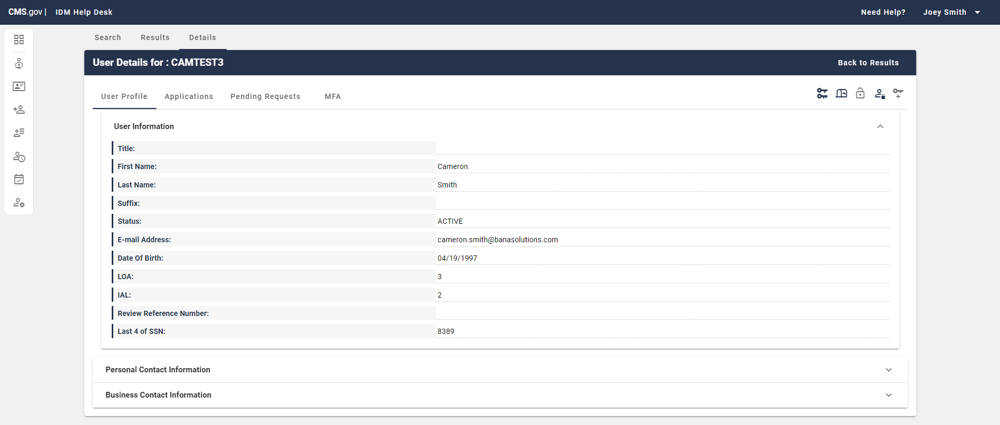 CMS.gov | IDM Help Desk Need Help? Joey Smith
Search Results Details
User Details for : CAMTEST3 Back to Results
User Profile Applications Pending Requests MFA
User Information
Title:
First Name: Cameron
Last Name: Smith
Suffix:
Status: ACTIVE
E-mail Address: cameron.smith@banasolutions.com
Date Of Birth: 04/19/1997
LOA: 3
IAL: 2
Review Reference Number:
Last 4 of SSN: 8389
Personal Contact Information
Business Contact Information